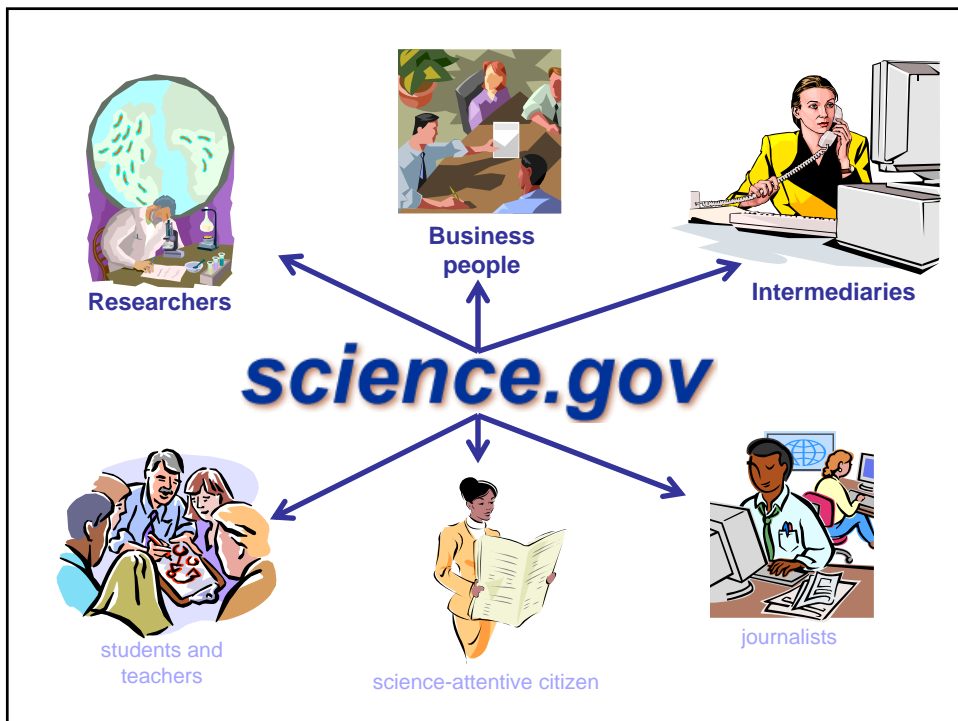 Business
people
Researchers
Intermediaries
science.gov
students and
teachers
science-attentive citizen
journalists